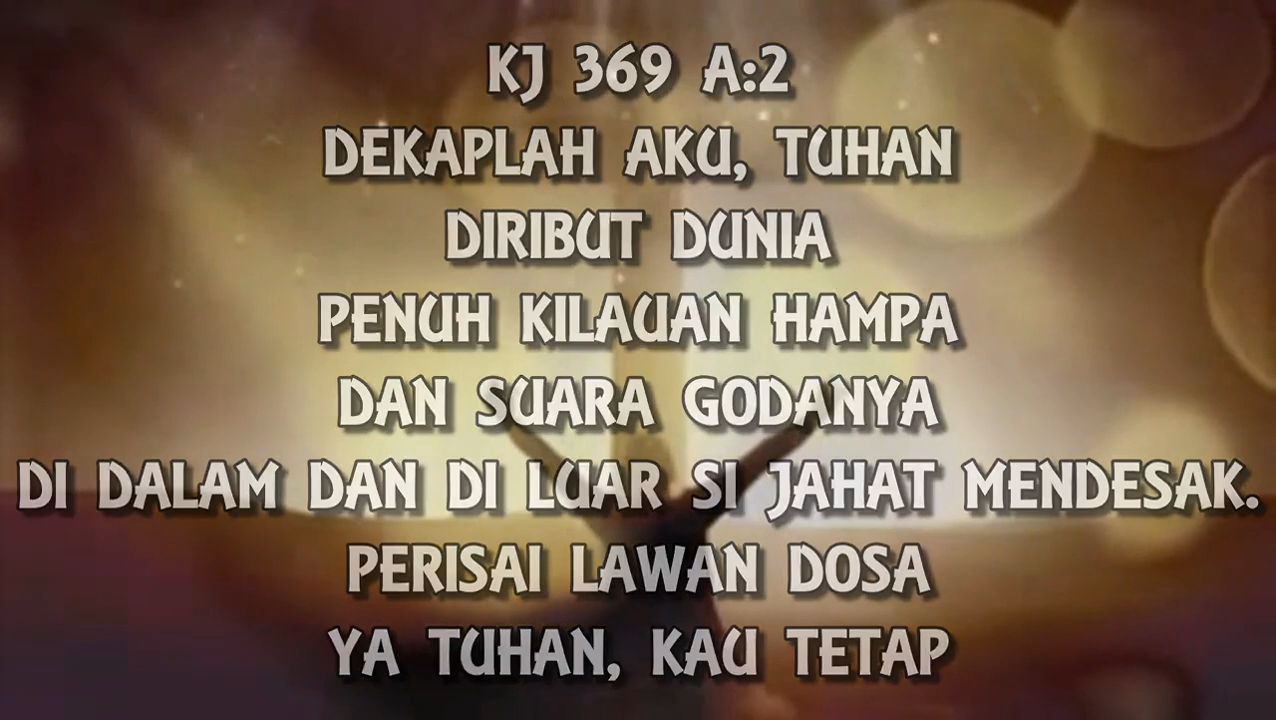 KJ 369 A:2
DEKAPLAH AKU, TUHAN
DIRIBUT DUNIA
PENUH KILAUAN HAMPA
DAN SUARA GODANYA
DI DALAM DAN DI LUAR SI JAHAT MENDESAK.
PERISAI LAWAN DOSA
YA TUHAN, KAU TETAP